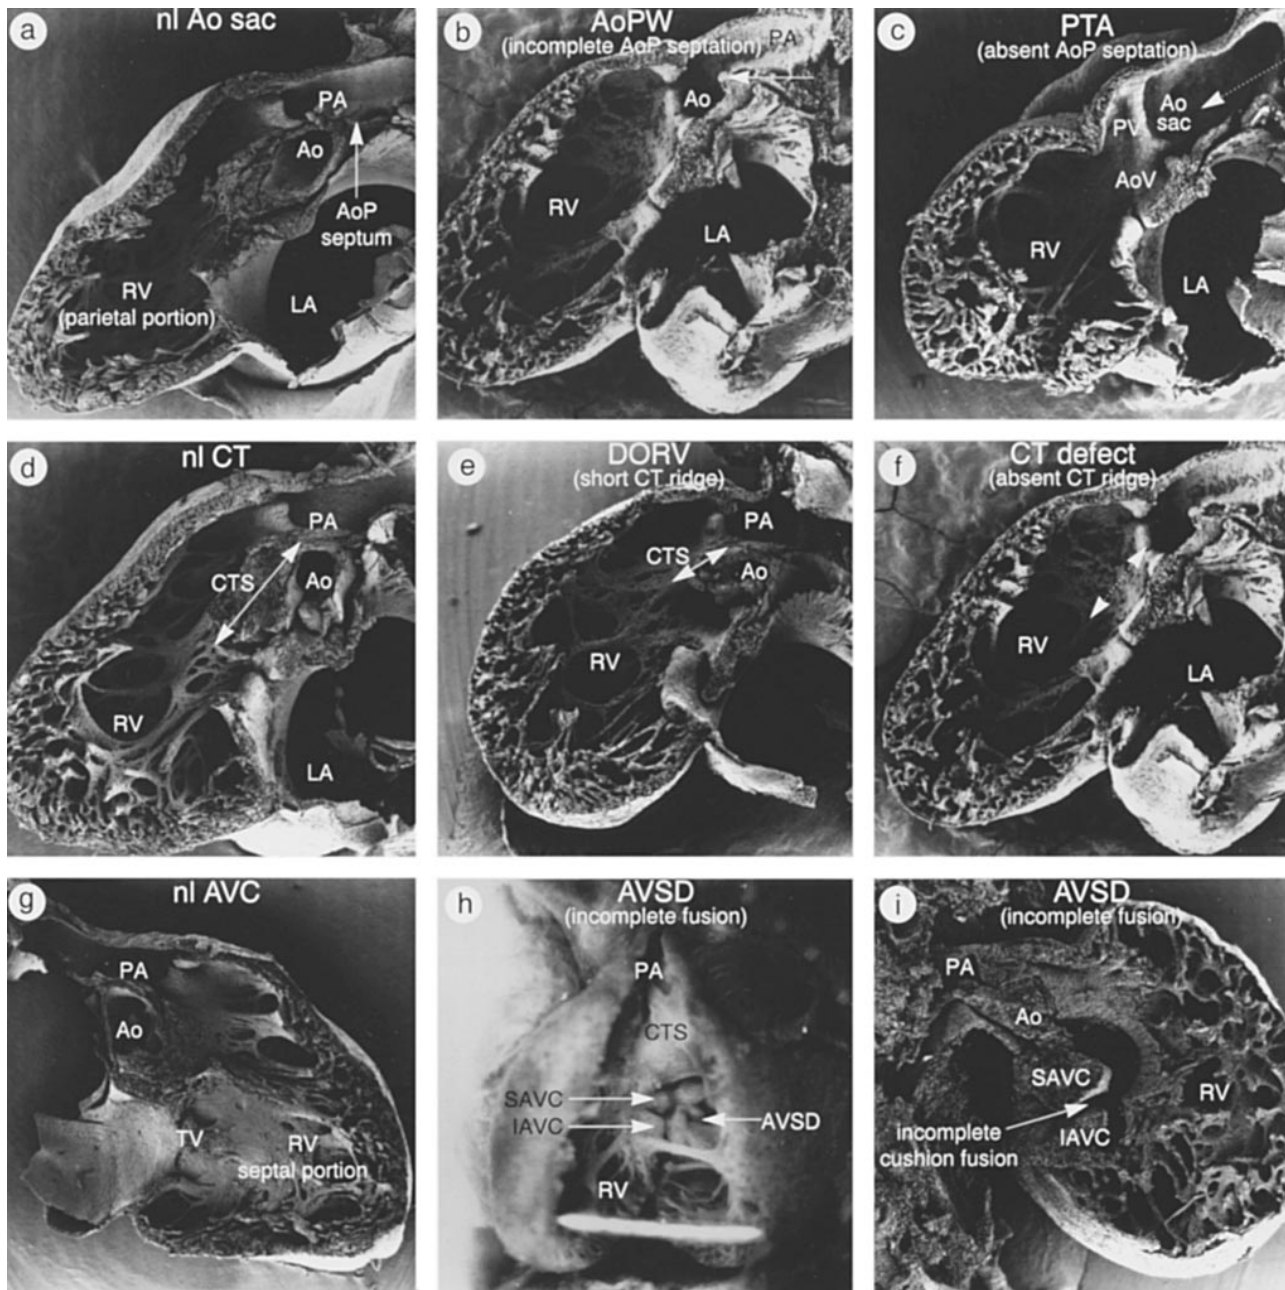 a
nl Ao sac
PA
Ao
AoP
septum
RV
(parietal portion)
LA
b
AoPW
(incomplete AoP septation)
PA
Ao
RV
LA
c
PTA
(absent AoP septation)
Ao
sac
PV
AoV
RV
LA
d
nl CT
PA
CTS
Ao
RV
LA
e
DORV
(short CT ridge)
PA
CTS
Ao
RV
f
CT defect
(absent CT ridge)
RV
LA
g
nl AVC
PA
Ao
TV
RV
septal portion
h
AVSD
(incomplete fusion)
PA
CTS
SAVC
IAVC
AVSD
RV
i
AVSD
(incomplete fusion)
PA
Ao
SAVC
RV
IAVC
incomplete
cushion fusion